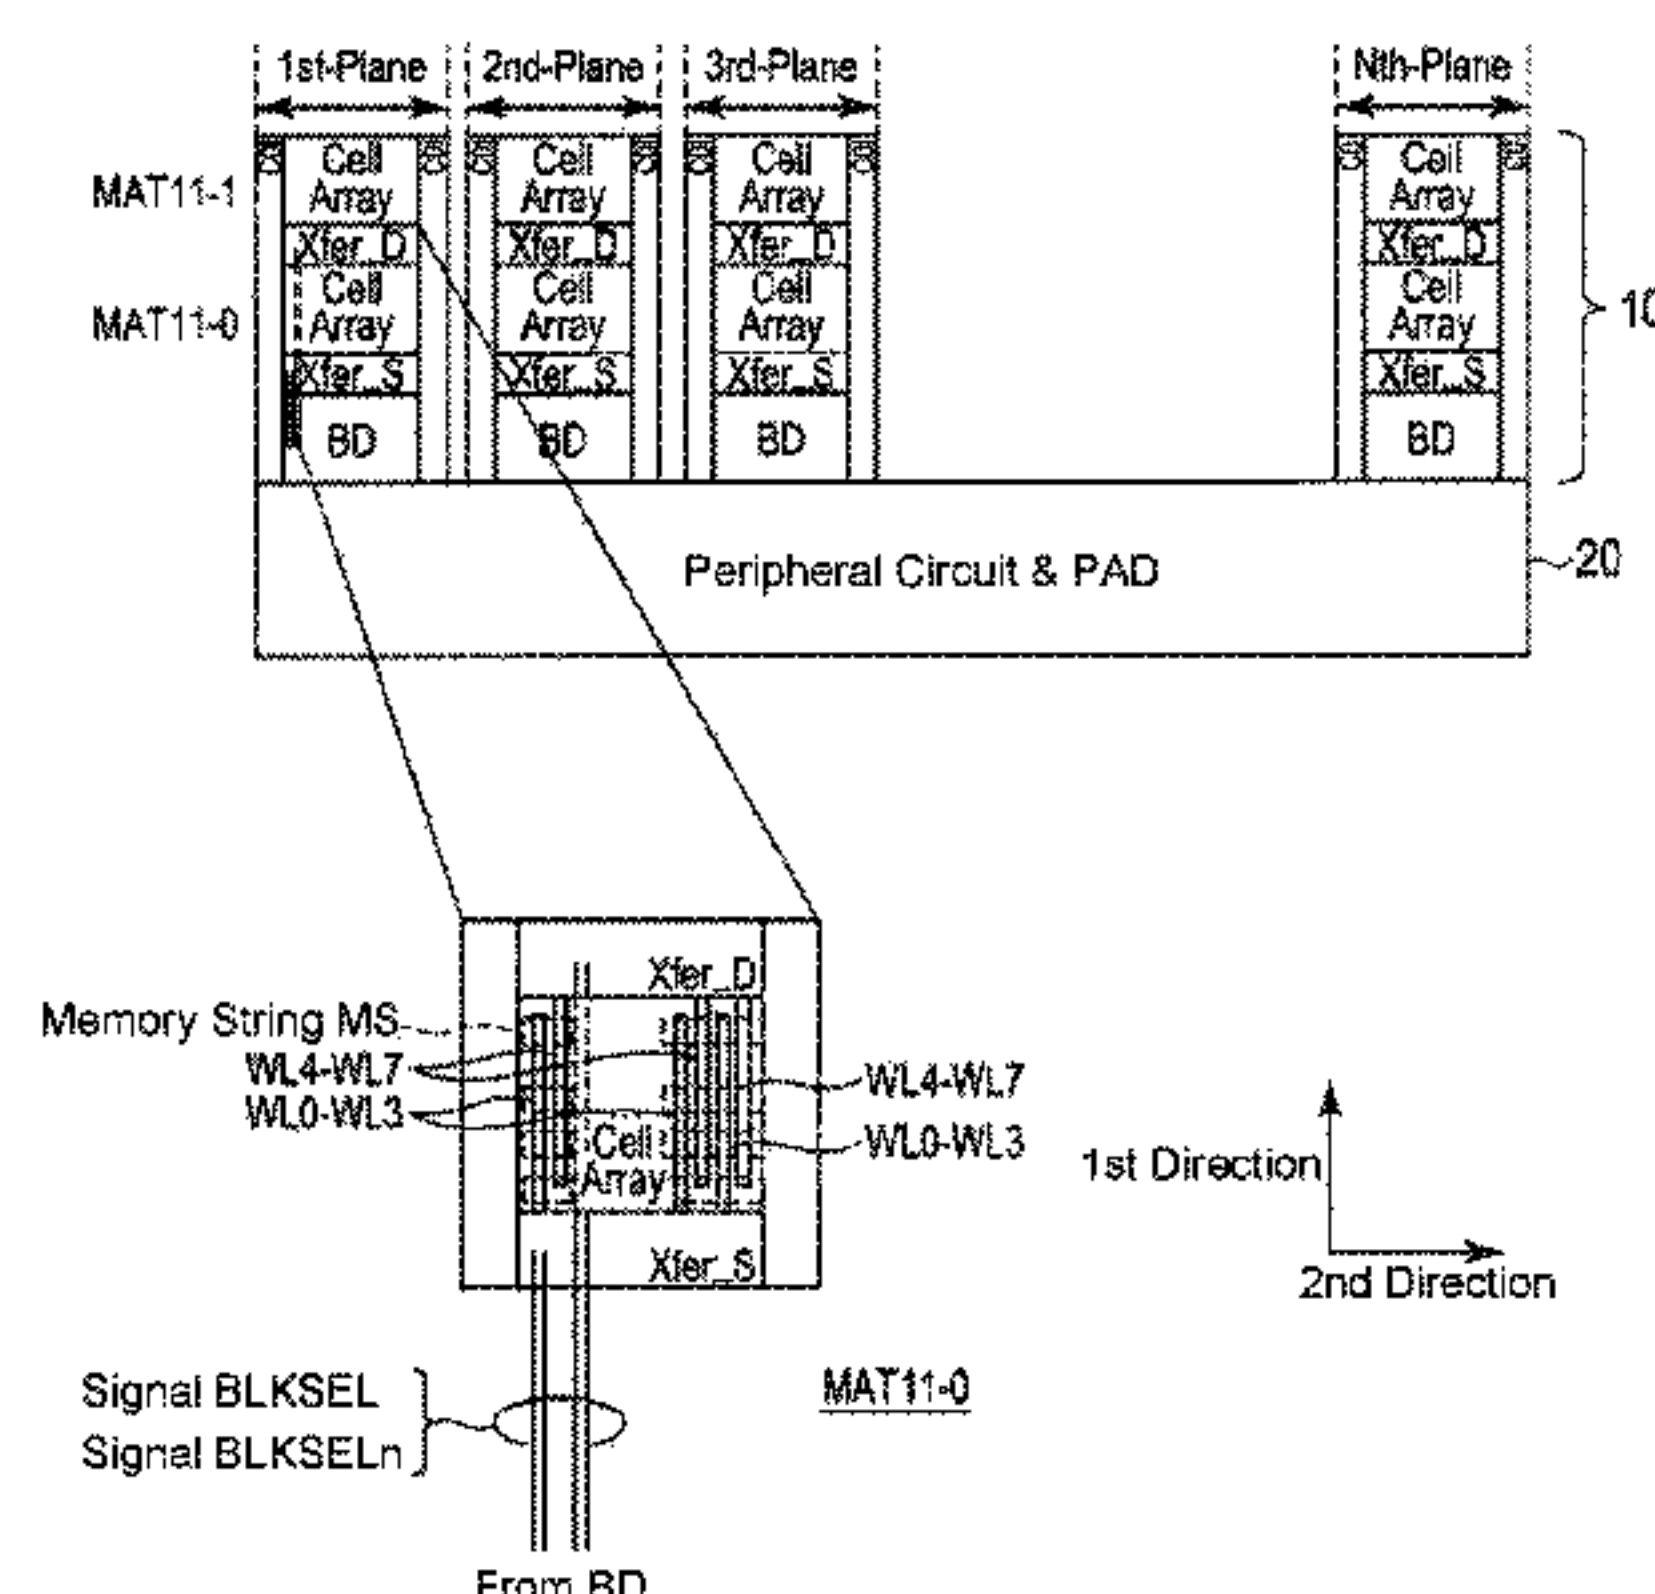 1st-Plane 2nd-Plane 3rd-Plane Nth-Plane
MAT11-1
Cell Array Cell Array Cell Array Cell Array
Xfer_D Xfer_D Xfer_D Xfer_D
MAT11-0
Cell Array Cell Array Cell Array Cell Array
10
Xfer_S Xfer_S Xfer_S Xfer_S
BD BD BD BD
Peripheral Circuit & PAD
20
Xfer_D
Memory String MS
WL4-WL7
WL0-WL3
WL4-WL7
WL0-WL3
Cell
Array
Xfer_S
1st Direction
2nd Direction
Signal BLKSEL
Signal BLKSELn
MAT11-0
From BD